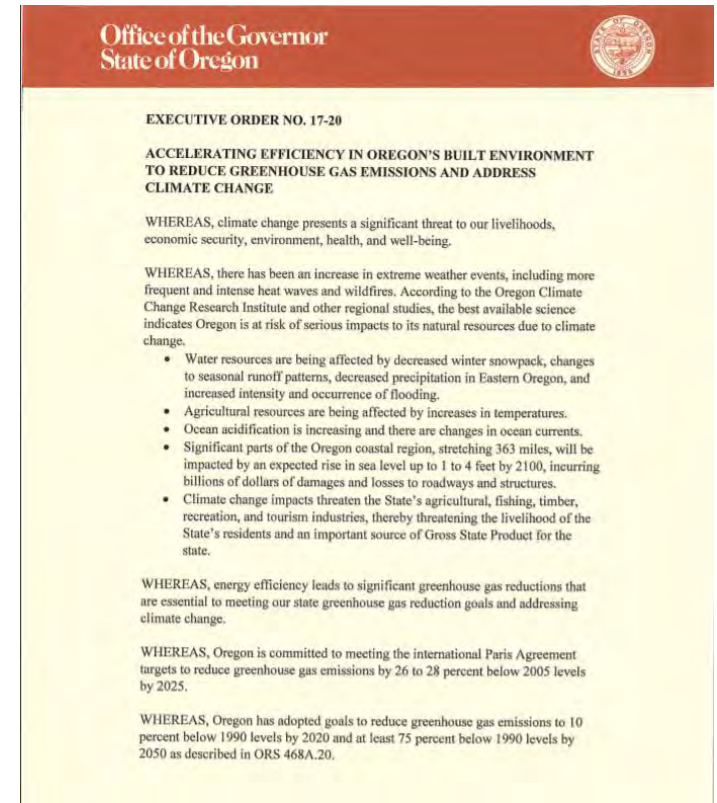 Office of the Governor
State of Oregon
STATE OF OREGON
1859
EXECUTIVE ORDER NO. 17-20
ACCELERATING EFFICIENCY IN OREGON'S BUILT ENVIRONMENT
TO REDUCE GREENHOUSE GAS EMISSIONS AND ADDRESS
CLIMATE CHANGE
WHEREAS, climate change presents a significant threat to our livelihoods,
economic security, environment, health, and well-being.
WHEREAS, there has been an increase in extreme weather events, including more
frequent and intense heat waves and wildfires. According to the Oregon Climate
Change Research Institute and other regional studies, the best available science
indicates Oregon is at risk of serious impacts to its natural resources due to climate
change.
• Water resources are being affected by decreased winter snowpack, changes
to seasonal runoff patterns, decreased precipitation in Eastern Oregon, and
increased intensity and occurrence of flooding.
• Agricultural resources are being affected by increases in temperatures.
• Ocean acidification is increasing and there are changes in ocean currents.
• Significant parts of the Oregon coastal region, stretching 363 miles, will be
impacted by an expected rise in sea level up to 1 to 4 feet by 2100, incurring
billions of dollars of damages and losses to roadways and structures.
• Climate change impacts threaten the State's agricultural, fishing, timber,
recreation, and tourism industries, thereby threatening the livelihood of the
State's residents and an important source of Gross State Product for the
state.
WHEREAS, energy efficiency leads to significant greenhouse gas reductions that
are essential to meeting our state greenhouse gas reduction goals and addressing
climate change.
WHEREAS, Oregon is committed to meeting the international Paris Agreement
targets to reduce greenhouse gas emissions by 26 to 28 percent below 2005 levels
by 2025.
WHEREAS, Oregon has adopted goals to reduce greenhouse gas emissions to 10
percent below 1990 levels by 2020 and at least 75 percent below 1990 levels by
2050 as described in ORS 468A.20.